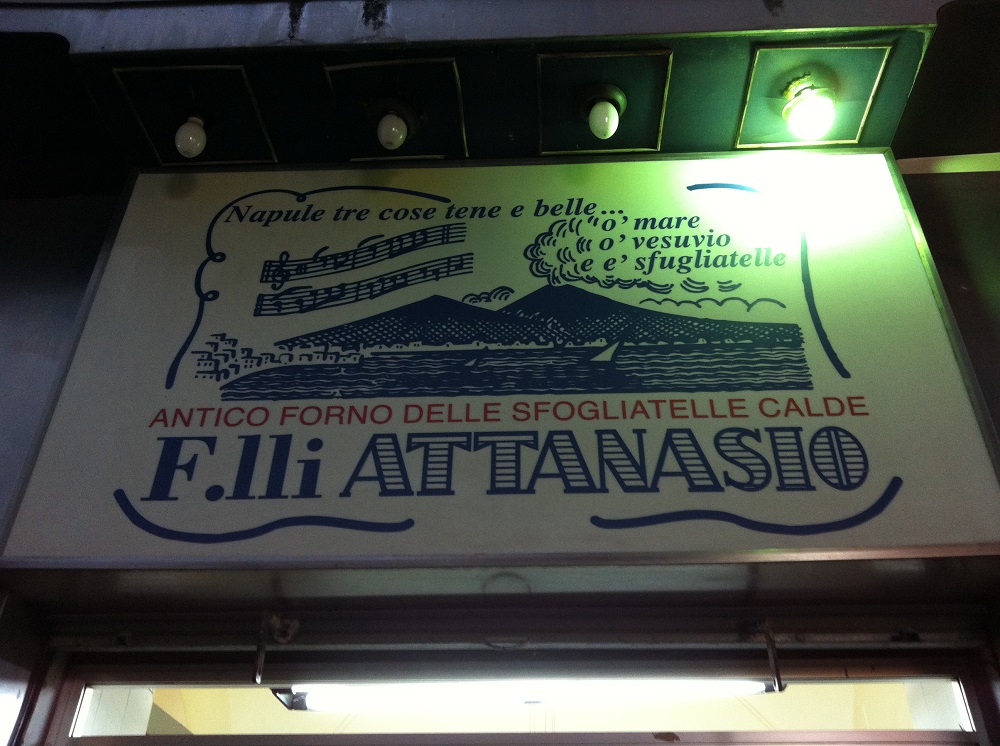 Napule tre cose tene e belle...
"o' mare
o' vesuvio
e e' sfugliatelle
ANTICO FORNO DELLE SFOGLIATELLE CALDE
F.lli ATTANASIO